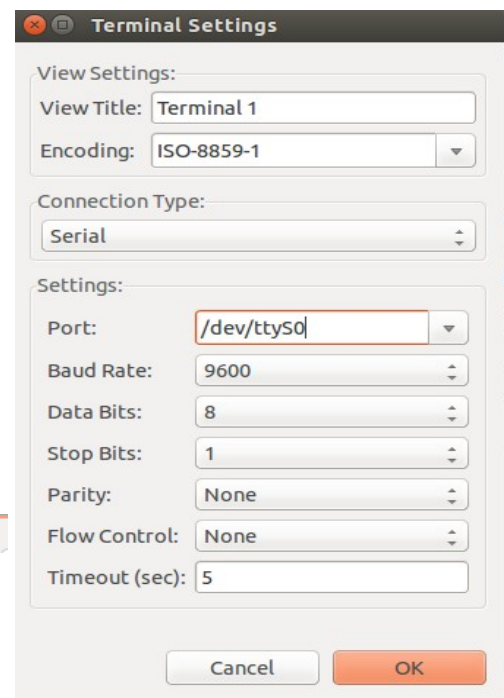 Terminal Settings
View Settings:
View Title: Terminal 1
Encoding: ISO-8859-1
Connection Type:
Serial
Settings:
Port: /dev/ttyS0
Baud Rate: 9600
Data Bits: 8
Stop Bits: 1
Parity: None
Flow Control: None
Timeout (sec): 5
Cancel OK